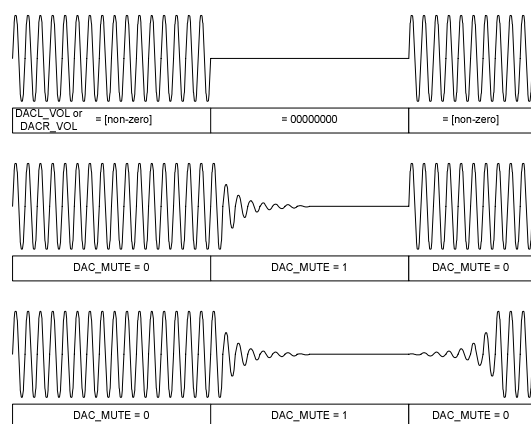 DACL_VOL or
DACR_VOL = [non-zero] = 00000000 = [non-zero]
DAC_MUTE = 0 DAC_MUTE = 1 DAC_MUTE = 0
DAC_MUTE = 0 DAC_MUTE = 1 DAC_MUTE = 0